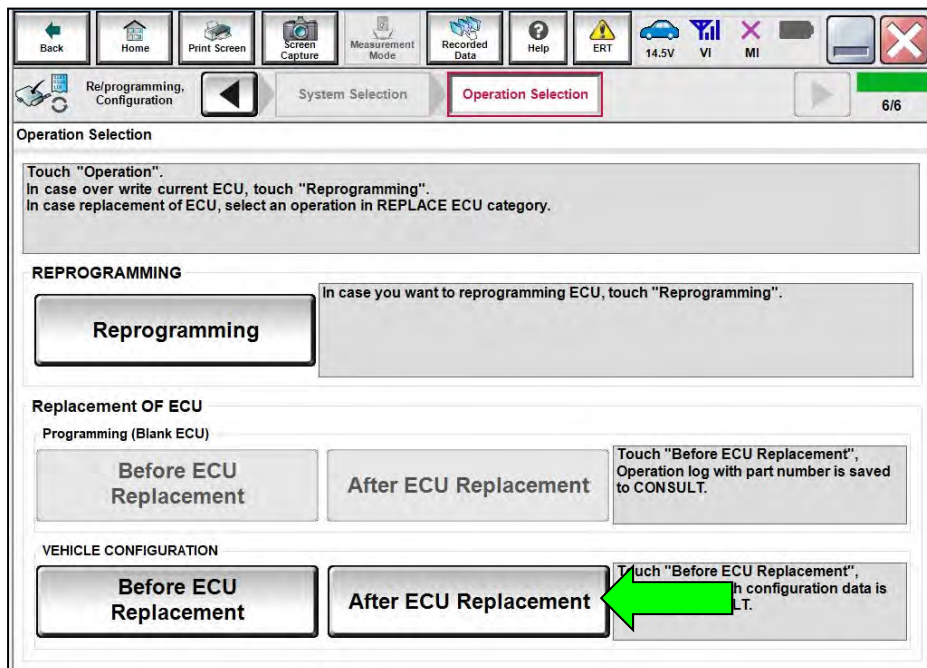 Back
Home
Print Screen
Screen
Capture
Measurement
Mode
Recorded
Data
Help
ERT
14.5V
VI
MI
Re/programming,
Configuration
System Selection
Operation Selection
6/6
Operation Selection
Touch "Operation".
In case over write current ECU, touch "Reprogramming".
In case replacement of ECU, select an operation in REPLACE ECU category.
REPROGRAMMING
Reprogramming
In case you want to reprogramming ECU, touch "Reprogramming".
Replacement OF ECU
Programming (Blank ECU)
Before ECU
Replacement
After ECU Replacement
Touch "Before ECU Replacement",
Operation log with part number is saved
to CONSULT.
VEHICLE CONFIGURATION
Before ECU
Replacement
After ECU Replacement
"Before ECU Replacement",
configuration data is